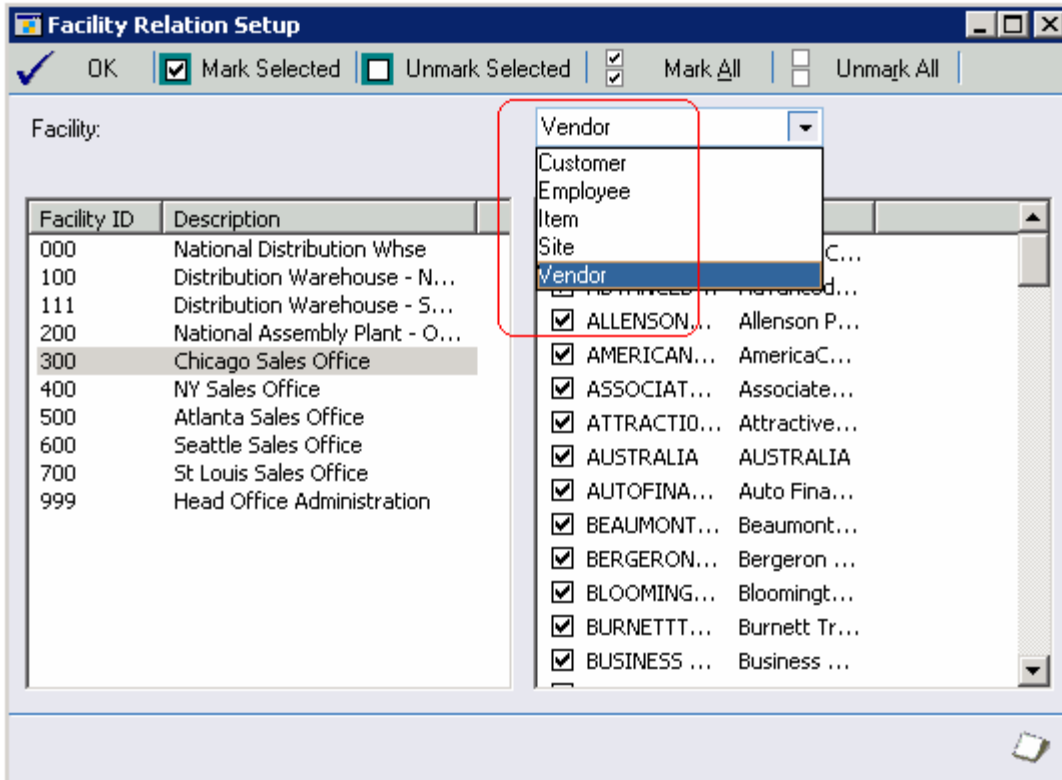 Facility Relation Setup
OK Mark Selected Unmark Selected Mark All Unmark All
Facility:
Vendor
Customer
Employee
Item
Site
Vendor
Facility ID Description
000 National Distribution Whse
100 Distribution Warehouse - N...
111 Distribution Warehouse - S...
200 National Assembly Plant - O...
300 Chicago Sales Office
400 NY Sales Office
500 Atlanta Sales Office
600 Seattle Sales Office
700 St Louis Sales Office
999 Head Office Administration
C...
ALLENSON... Allenson P...
AMERICAN... AmericaC...
ASSOCIAT... Associate...
ATTRACTIO... Attractive...
AUSTRALIA AUSTRALIA
AUTOFINA... Auto Fina...
BEAUMONT... Beaumont...
BERGERON... Bergeron ...
BLOOMING... Bloomingt...
BURNETTT... Burnett Tr...
BUSINESS ... Business ...